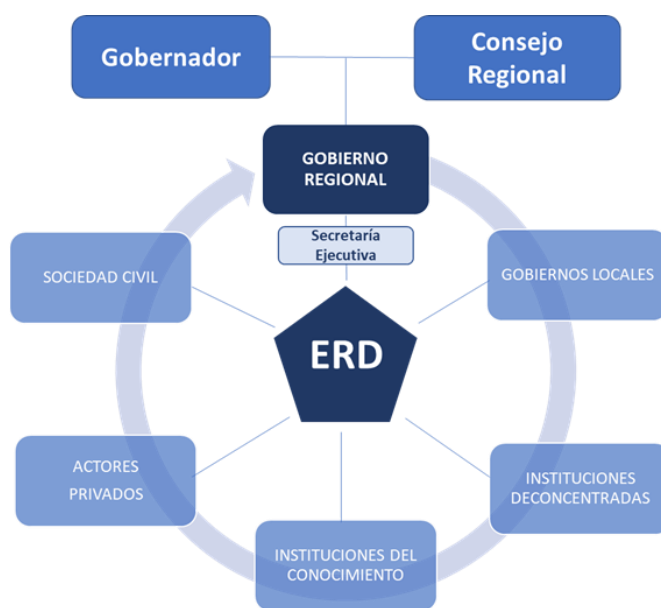 Gobernador
Consejo
Regional
GOBIERNO
REGIONAL
Secretaría
Ejecutiva
SOCIEDAD CIVIL
GOBIERNOS LOCALES
ERD
ACTORES
PRIVADOS
INSTITUCIONES
DECONCENTRADAS
INSTITUCIONES DEL
CONOCIMIENTO